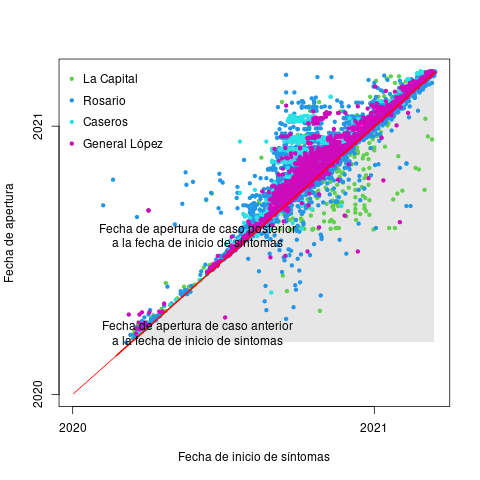 La Capital
Rosario
Caseros
General López
2021
Fecha de apertura
Fecha de apertura de caso posterior
a la fecha de inicio de síntomas
Fecha de apertura de caso anterior
a la fecha de inicio de síntomas
2020
2020
2021
Fecha de inicio de síntomas